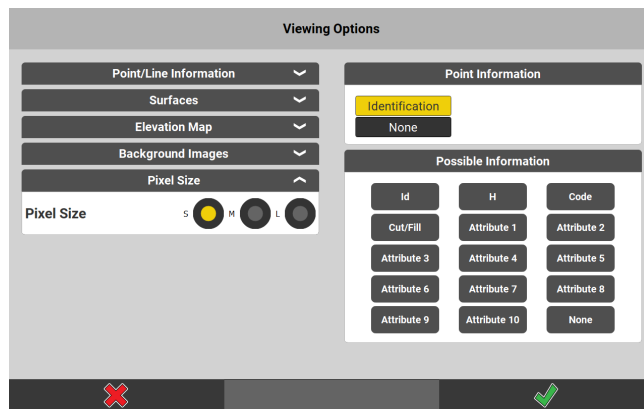 Viewing Options
Point/Line Information
Surfaces
Elevation Map
Background Images
Pixel Size
Pixel Size S M L
Point Information
Identification
None
Possible Information
Id H Code
Cut/Fill Attribute 1 Attribute 2
Attribute 3 Attribute 4 Attribute 5
Attribute 6 Attribute 7 Attribute 8
Attribute 9 Attribute 10 None